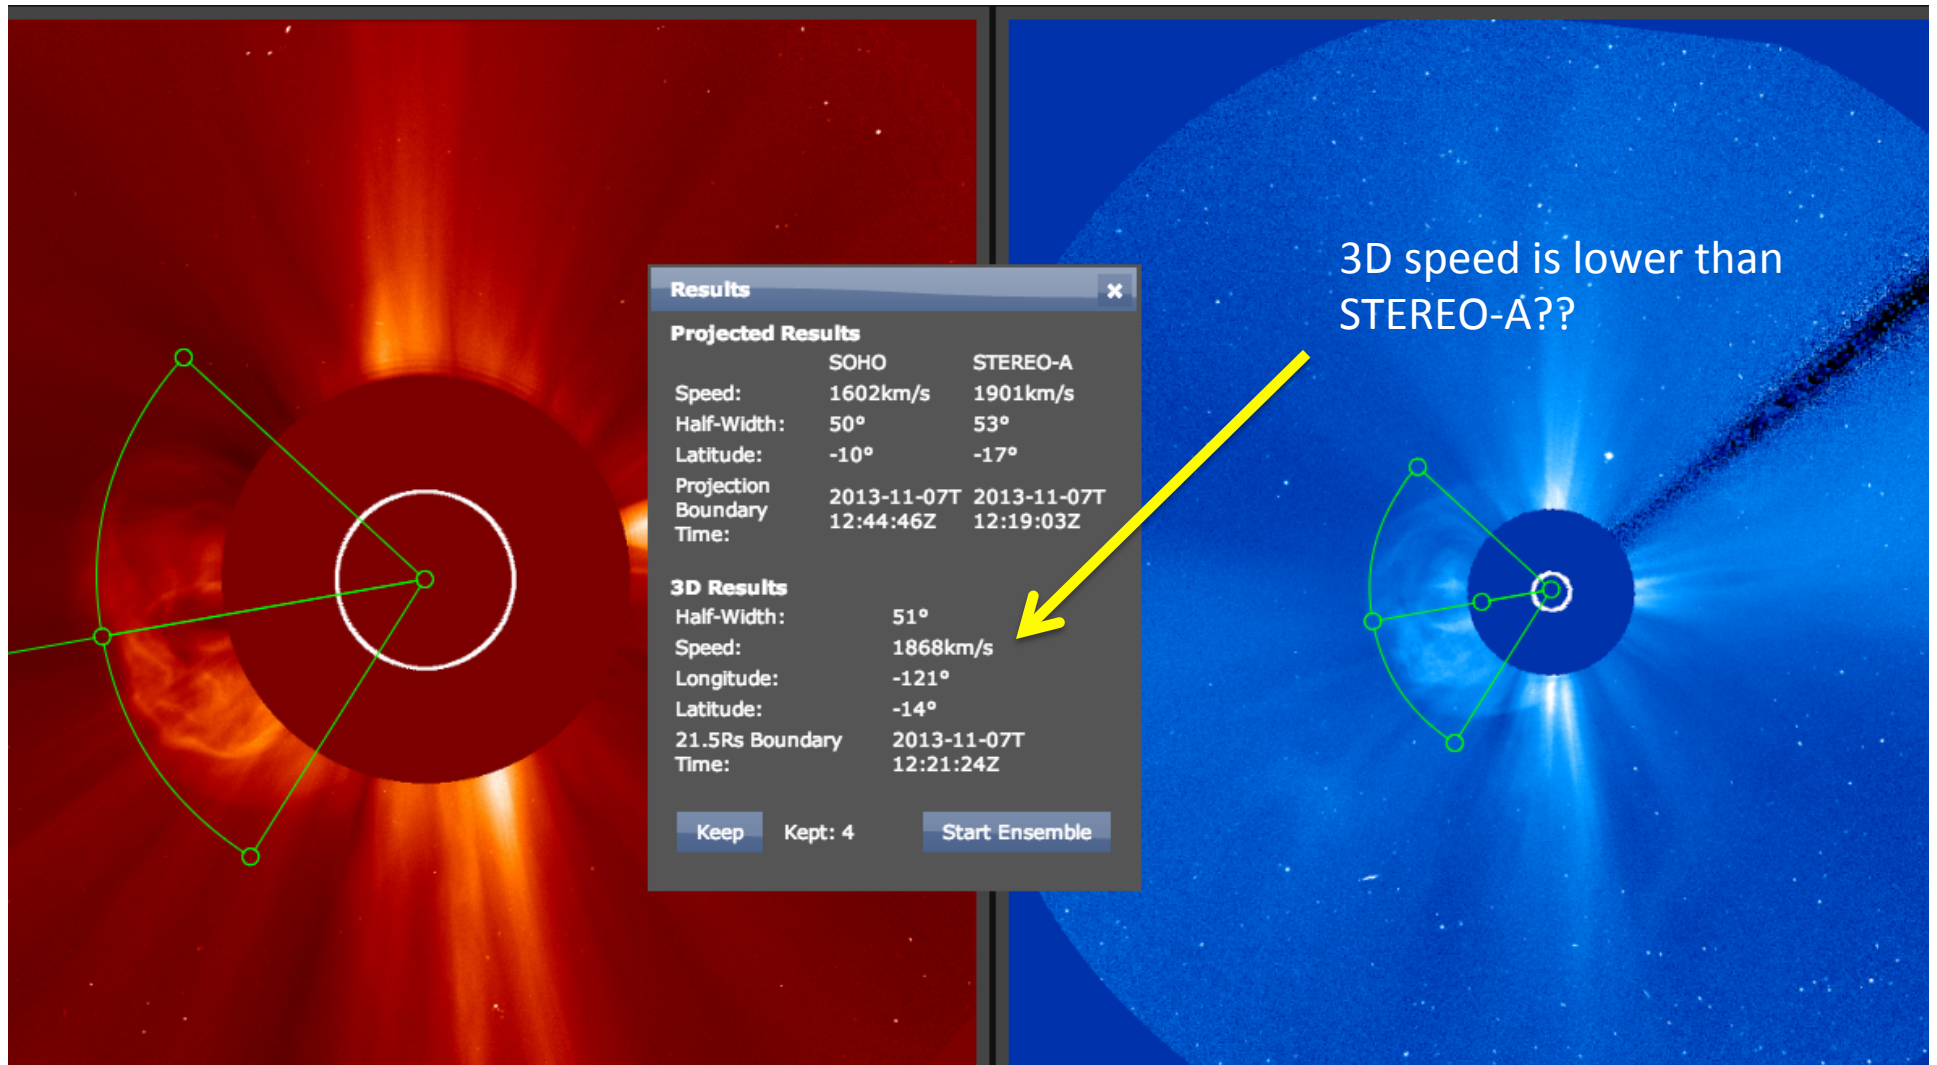 3D speed is lower than
STEREO-A??
Results
Projected Results
SOHO STEREO-A
Speed: 1602km/s 1901km/s
Half-Width: 50° 53°
Latitude: -10° -17°
Projection
Boundary
Time:
2013-11-07T 2013-11-07T
12:44:46Z 12:19:03Z
3D Results
Half-Width: 51°
Speed: 1868km/s
Longitude: -121°
Latitude: -14°
21.5Rs Boundary 2013-11-07T
Time: 12:21:24Z
Keep Kept: 4 Start Ensemble